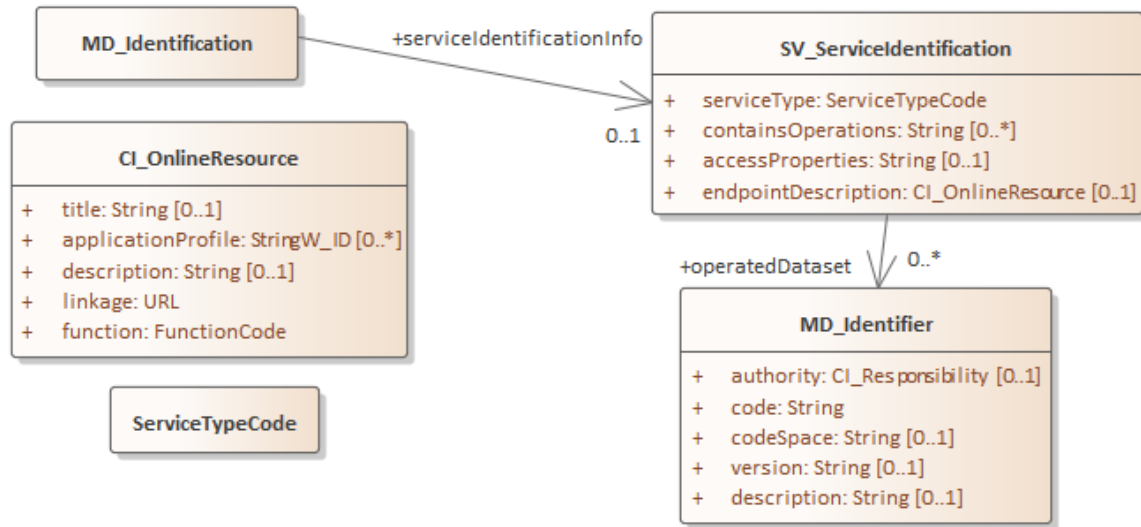 MD_Identification
+serviceIdentificationInfo
0..1
SV_ServiceIdentification
+ serviceType: ServiceTypeCode
+ containsOperations: String [0..*]
+ accessProperties: String [0..1]
+ endpointDescription: CI_OnlineResource [0..1]
CI_OnlineResource
+ title: String [0..1]
+ applicationProfile: StringW_ID [0..*]
+ description: String [0..1]
+ linkage: URL
+ function: FunctionCode
+operatedDataset
0..*
MD_Identifier
+ authority: CI_Responsibility [0..1]
+ code: String
+ codeSpace: String [0..1]
+ version: String [0..1]
+ description: String [0..1]
ServiceTypeCode